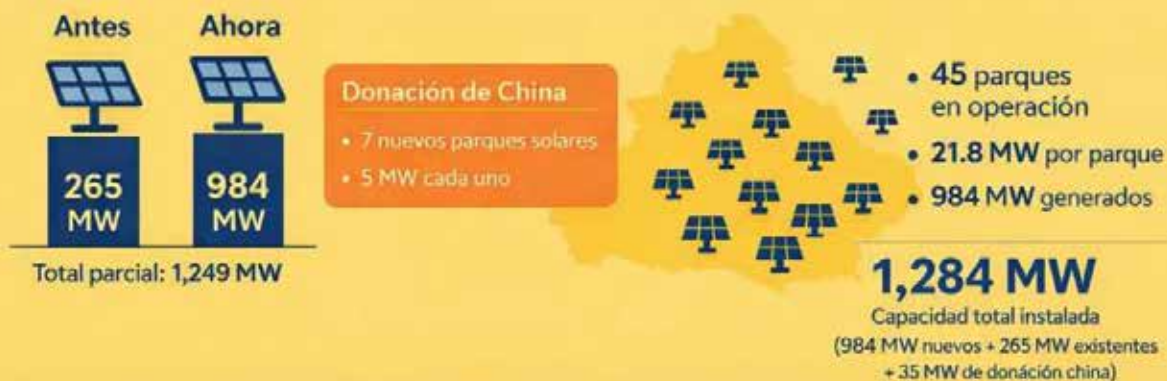 Antes
Ahora
265
MW
984
MW
Total parcial: 1,249 MW
Donación de China
• 7 nuevos parques solares
• 5 MW cada uno
• 45 parques
en operación
• 21.8 MW por parque
• 984 MW generados
1,284 MW
Capacidad total instalada
(984 MW nuevos + 265 MW existentes
+ 35 MW de donáción china)